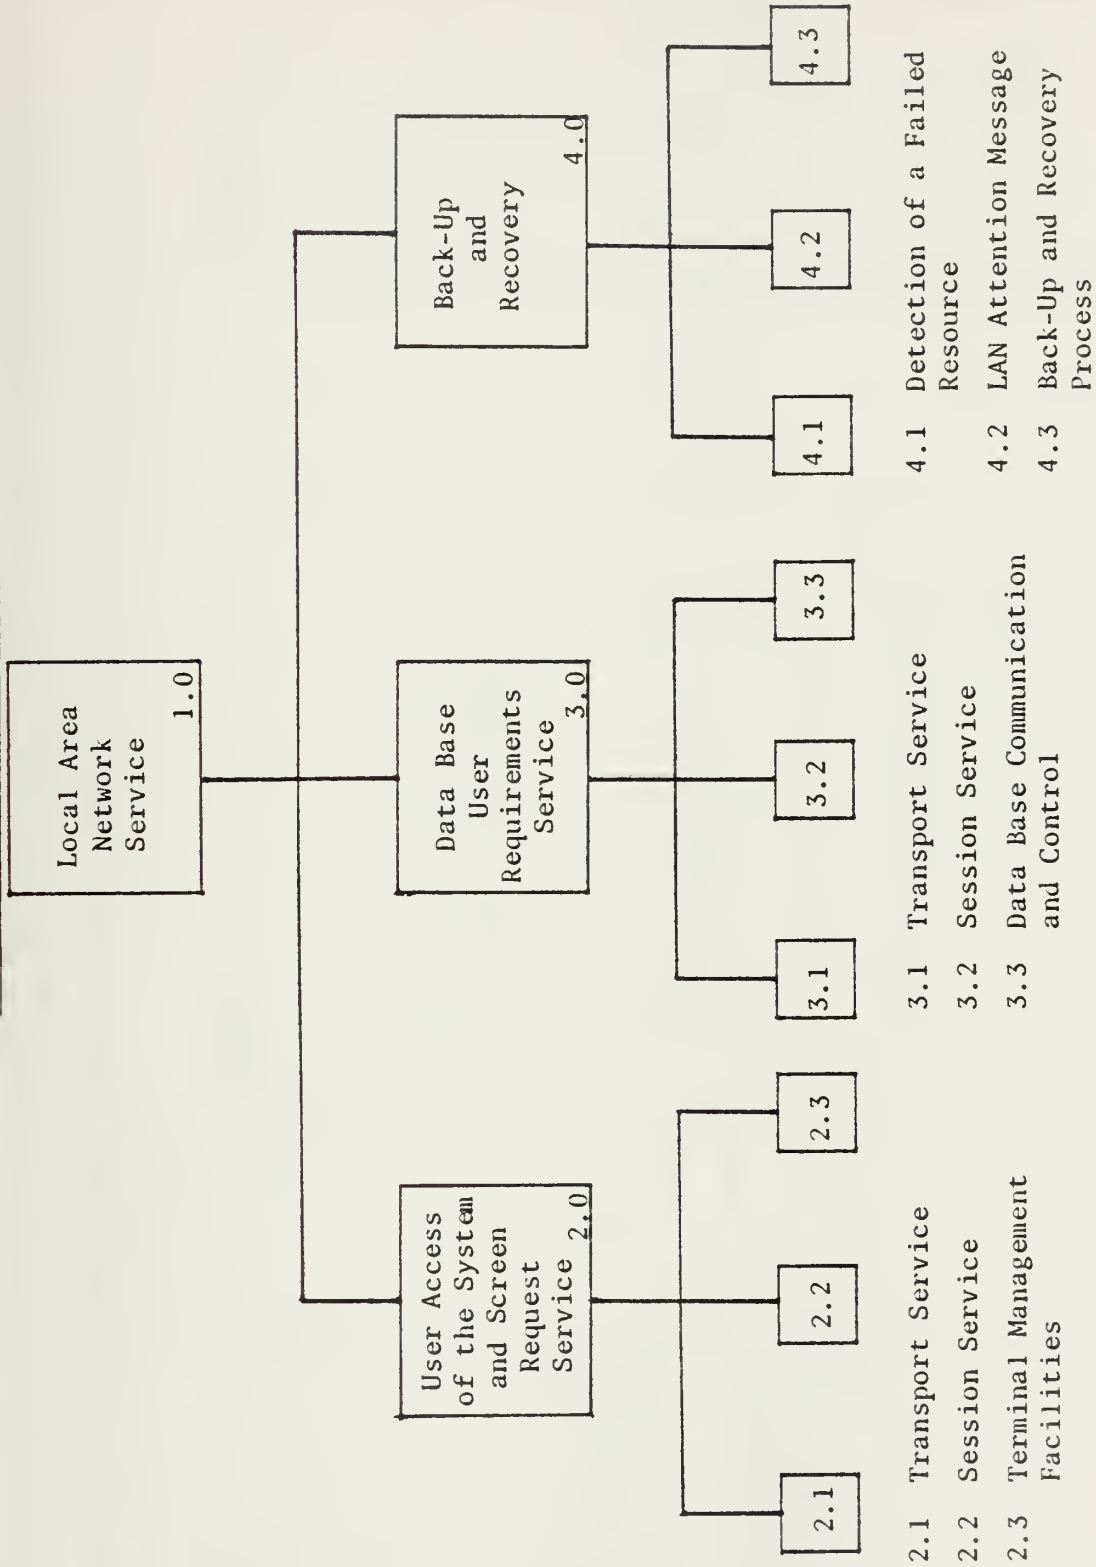 Local Area
Network
Service
1.0
User Access
of the System
and Screen
Request
Service
2.0
Data Base
User
Requirements
Service
3.0
Back-Up
and
Recovery
4.0
2.1
2.2
2.3
3.1
3.2
3.3
4.1
4.2
4.3
2.1 Transport Service
2.2 Session Service
2.3 Terminal Management
Facilities
3.1 Transport Service
3.2 Session Service
3.3 Data Base Communication
and Control
4.1 Detection of a Failed
Resource
4.2 LAN Attention Message
4.3 Back-Up and Recovery
Process